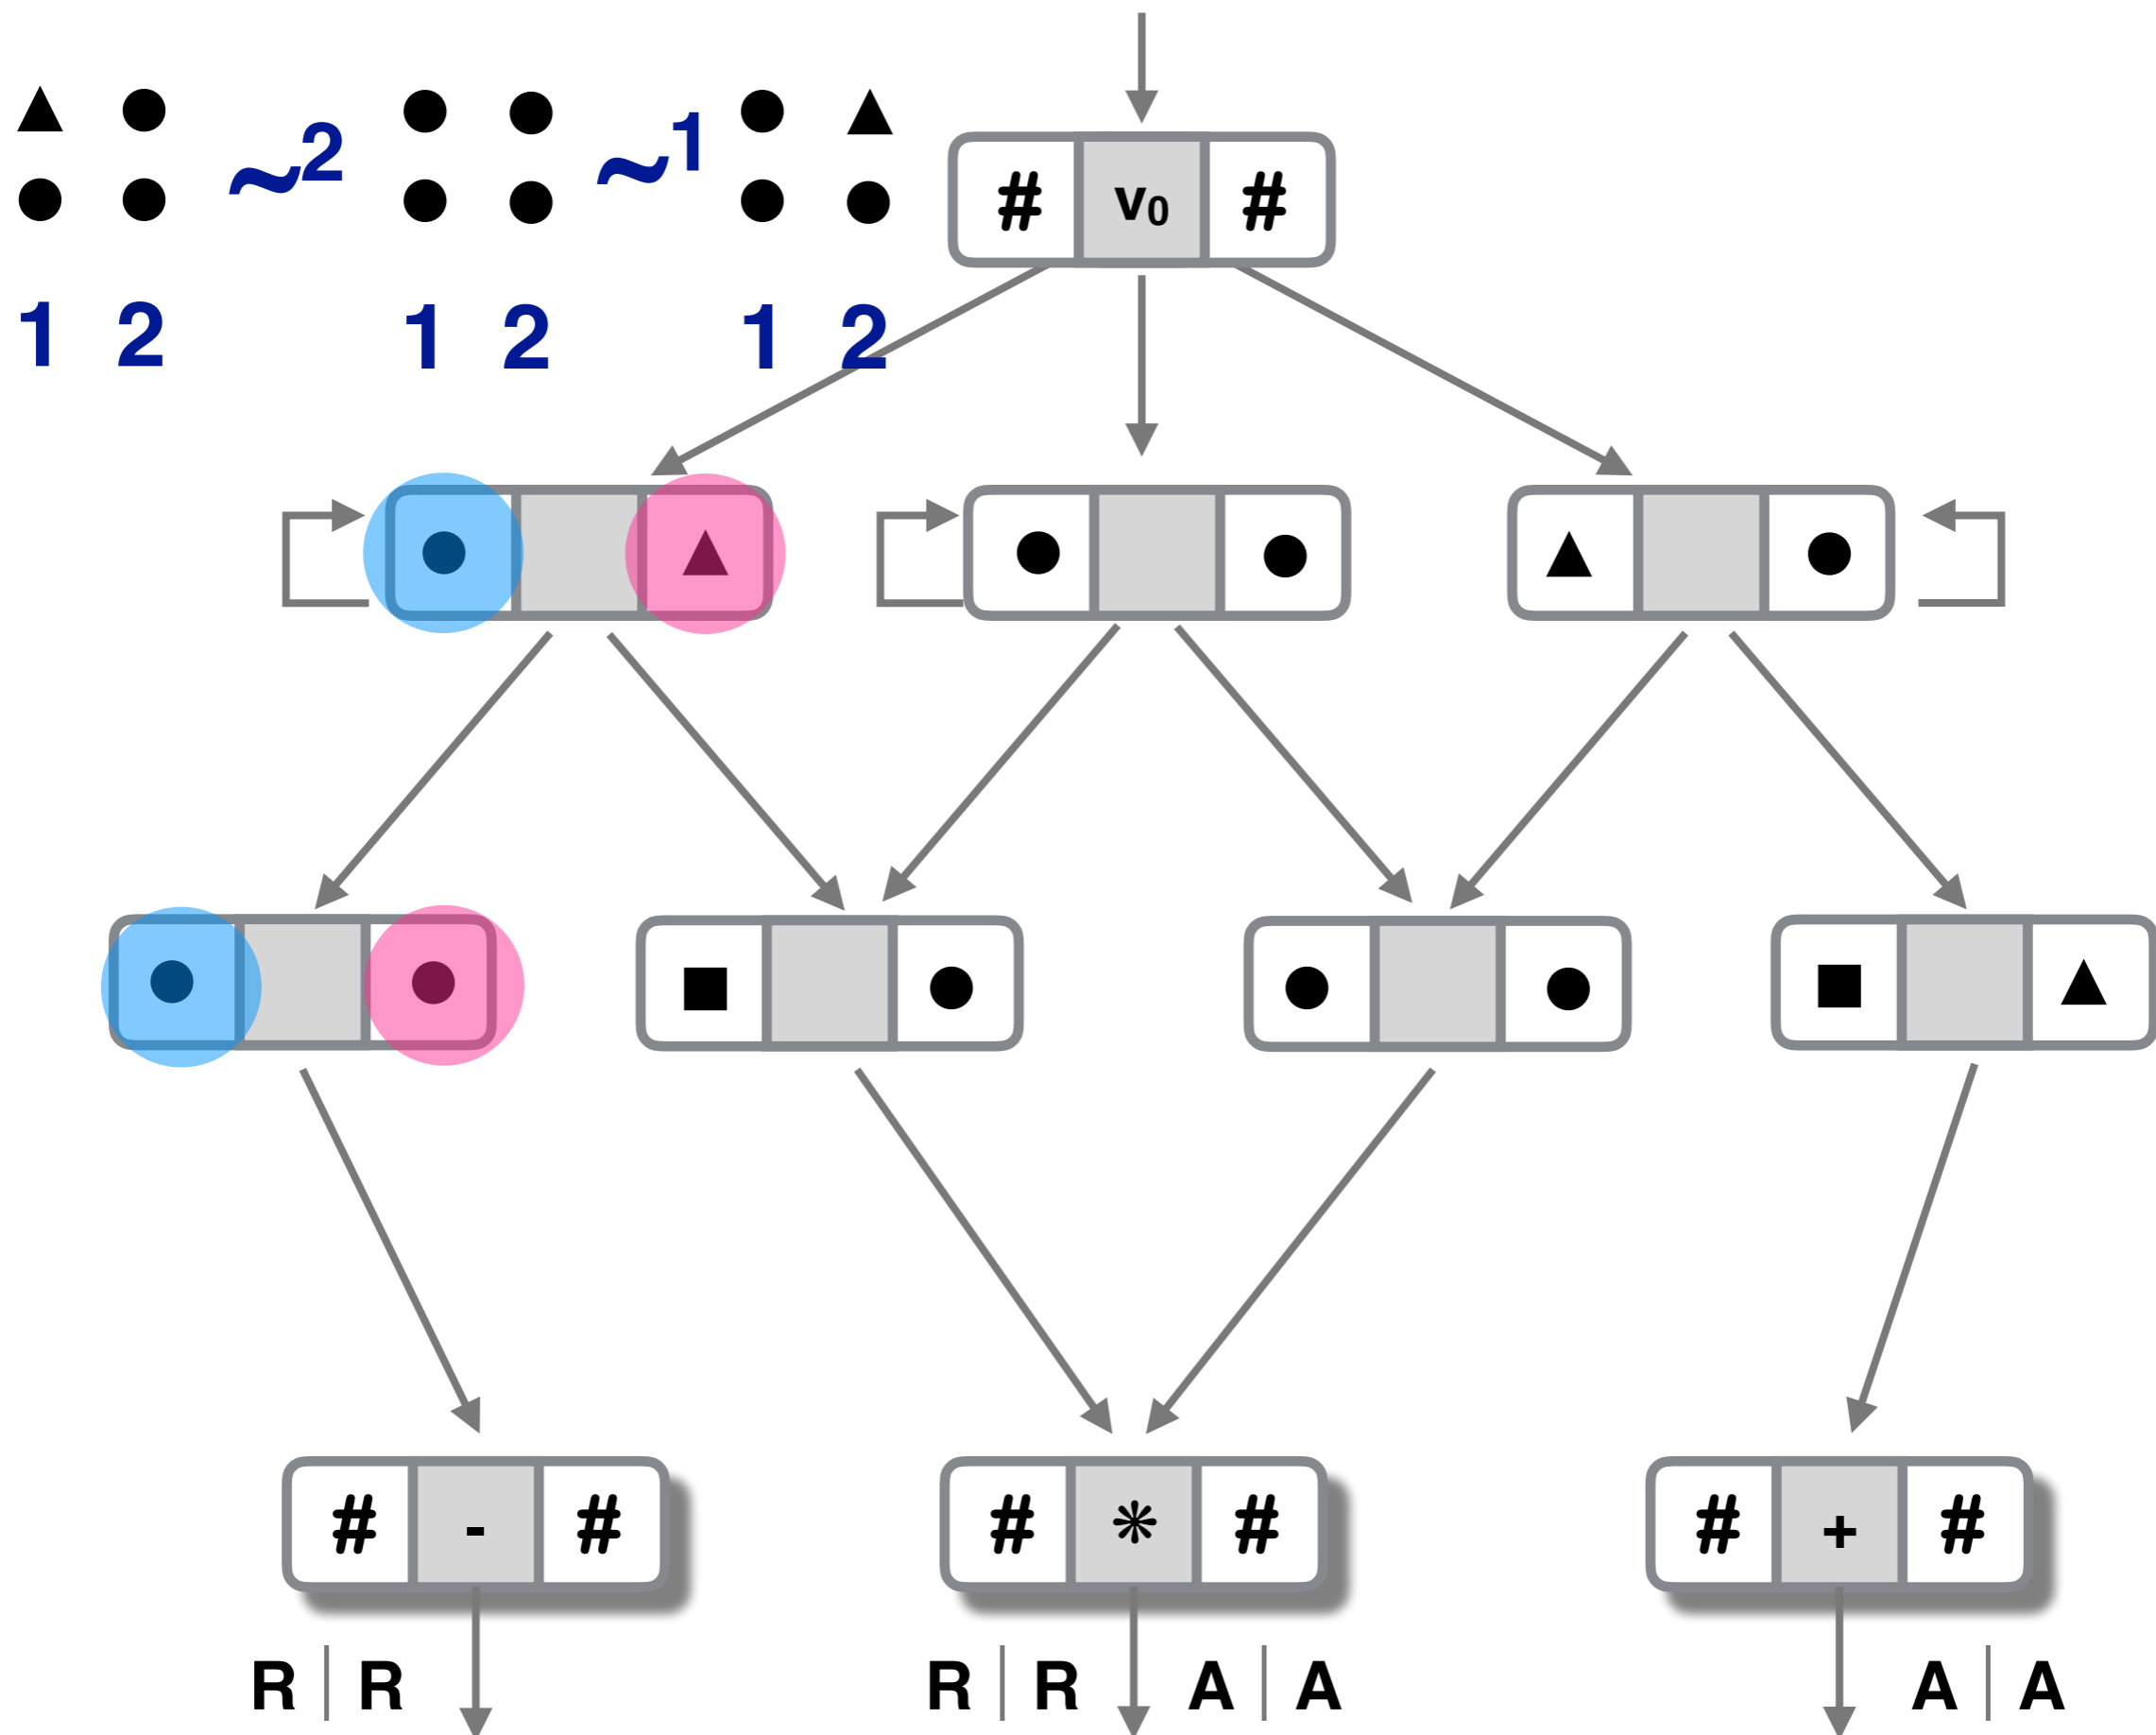 ~2 ~1
# v0 #
1 2 1 2 1 2
# - #
# * #
# + #
R | R
R | R A | A
A | A